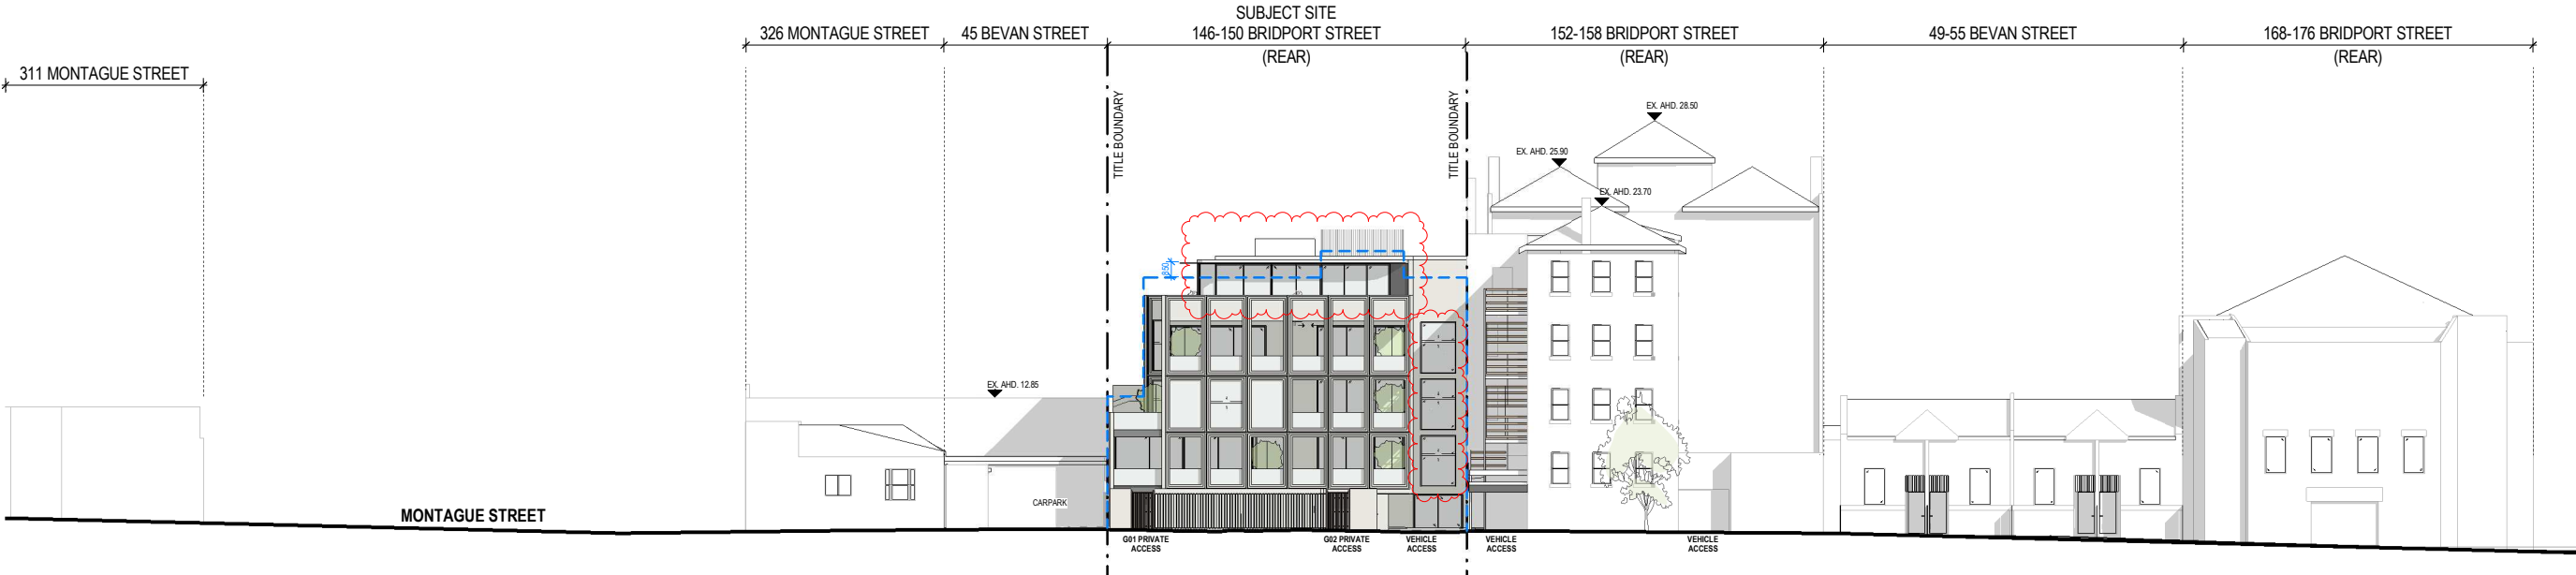 SUBJECT SITE
326 MONTAGUE STREET
45 BEVAN STREET
146-150 BRIDPORT STREET
(REAR)
152-158 BRIDPORT STREET
(REAR)
49-55 BEVAN STREET
168-176 BRIDPORT STREET
(REAR)
311 MONTAGUE STREET
TITLE BOUNDARY
TITLE BOUNDARY
EX. AHD. 28.50
EX. AHD. 25.90
EX. AHD. 23.70
850
EX. AHD. 12.85
CARPARK
MONTAGUE STREET
G01 PRIVATE
ACCESS
G02 PRIVATE
ACCESS
VEHICLE
ACCESS
VEHICLE
ACCESS
VEHICLE
ACCESS